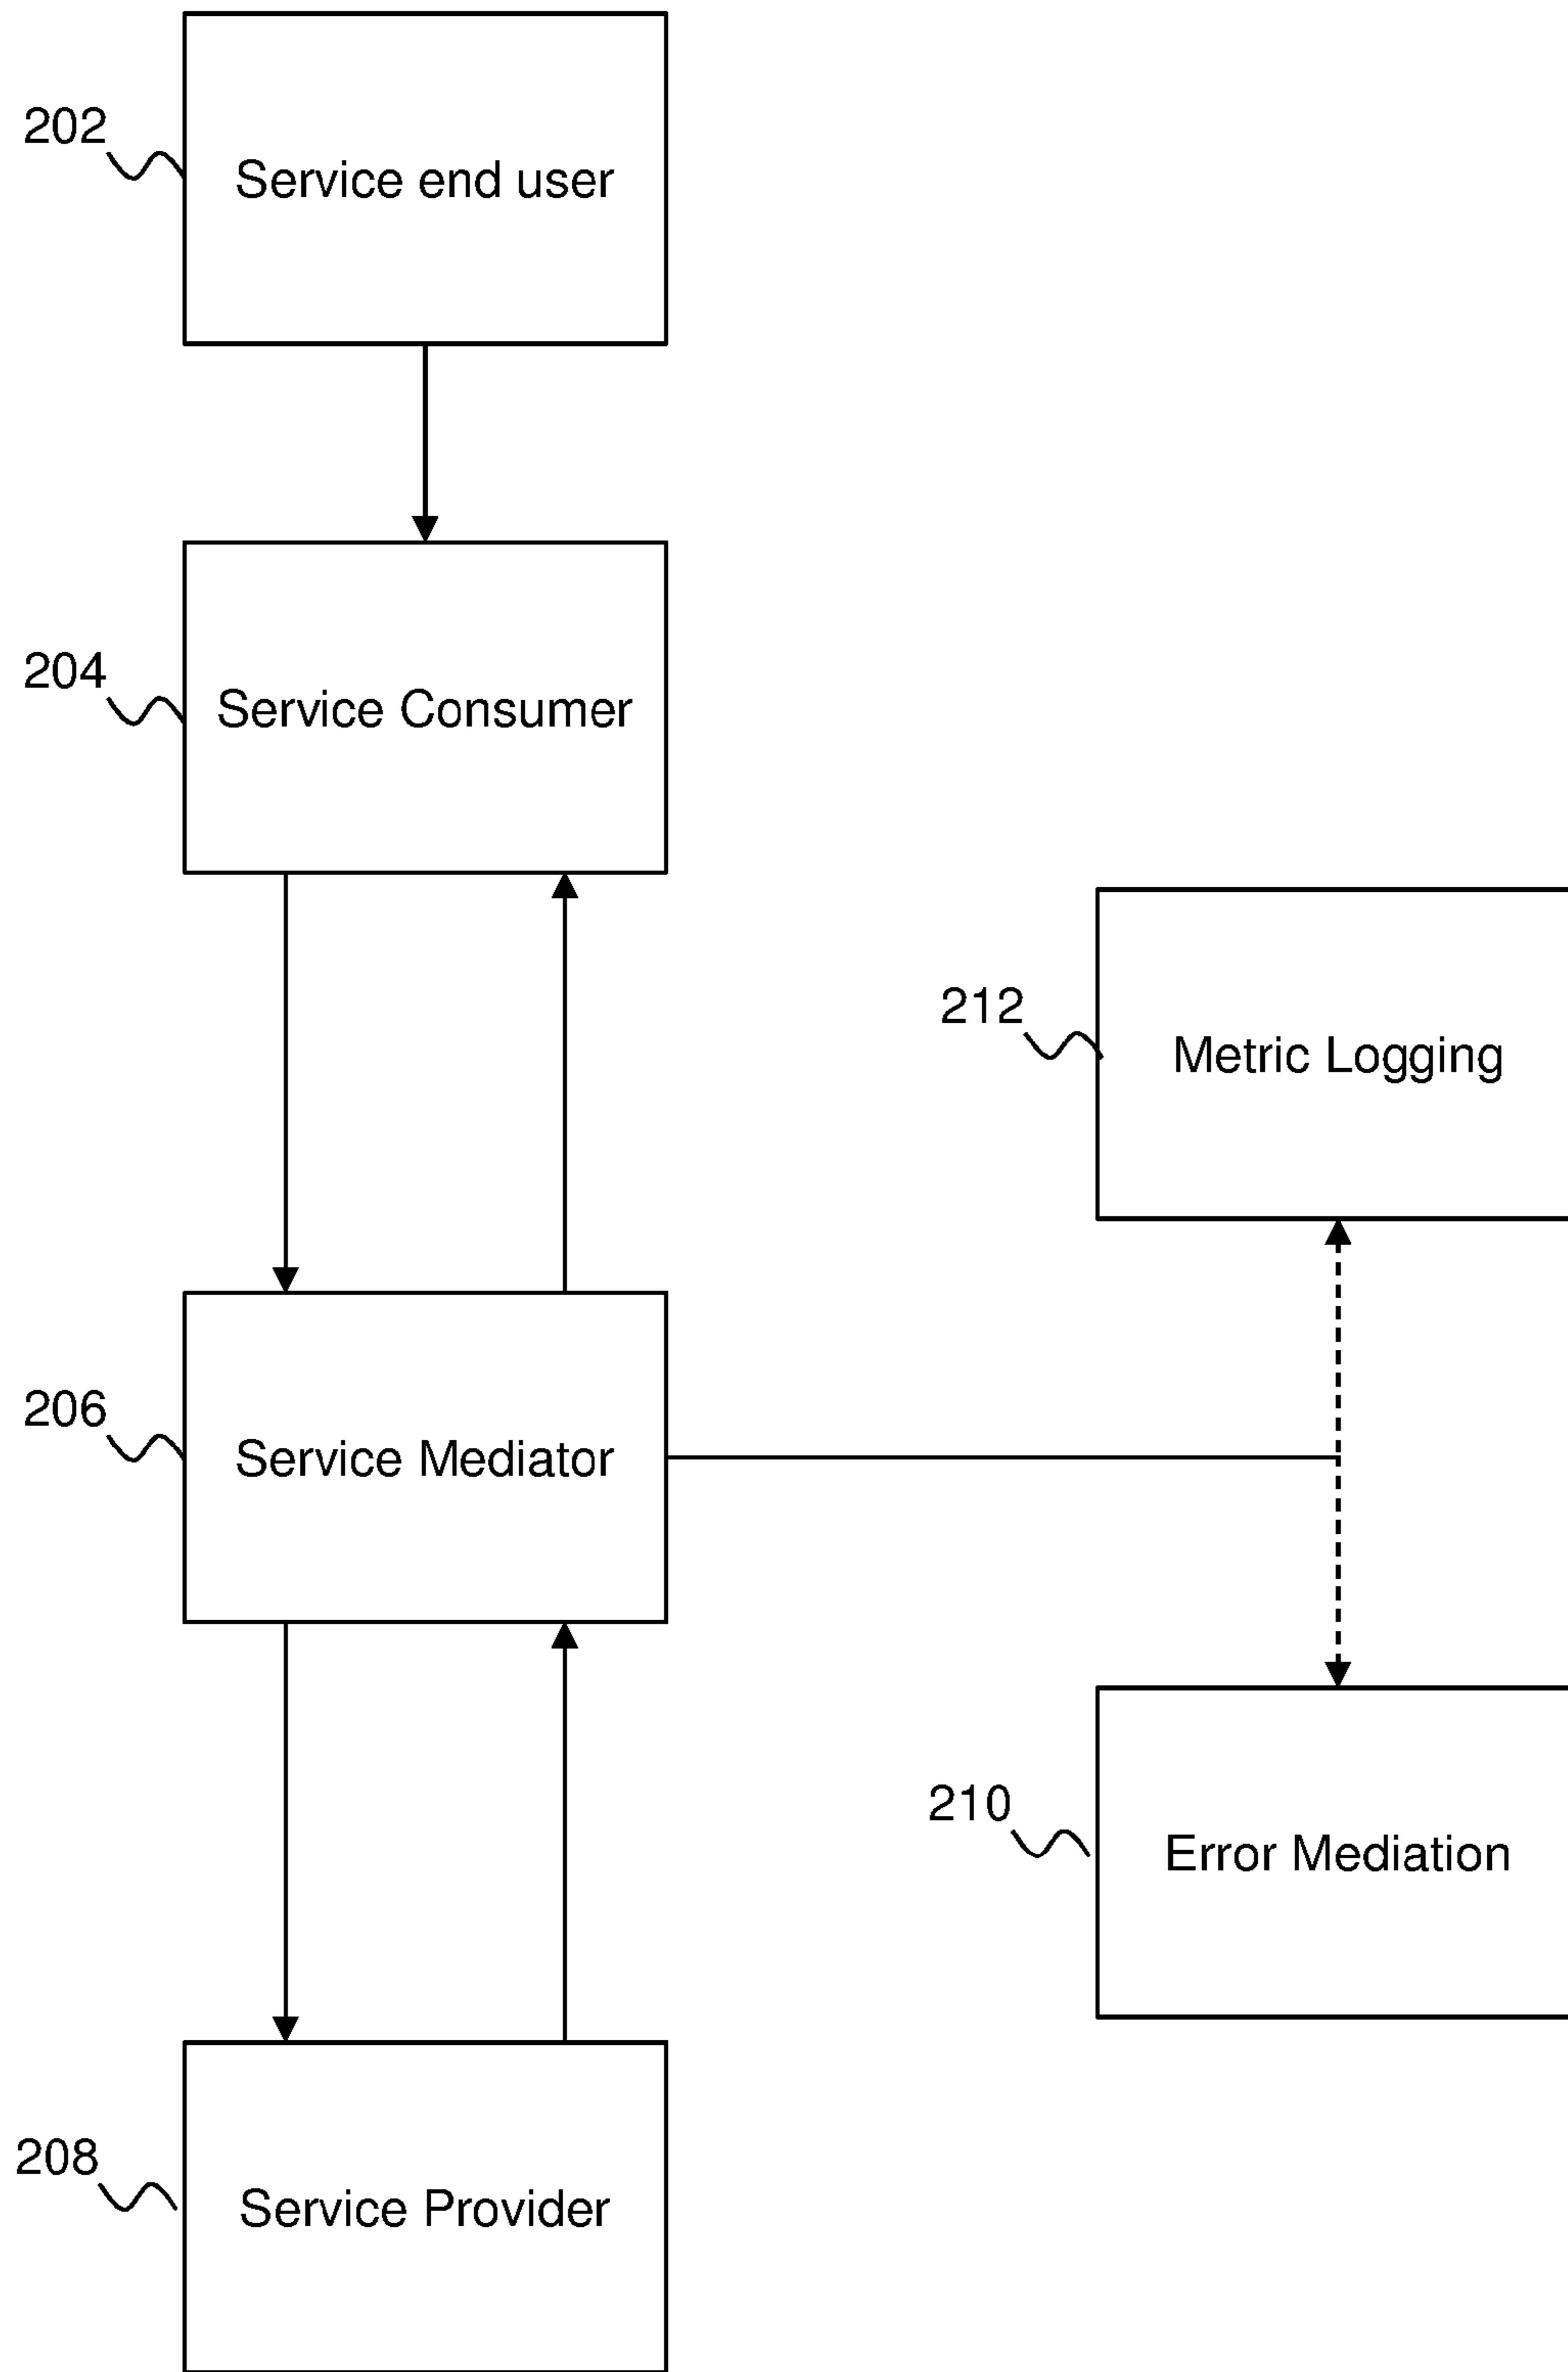 202
Service end user
204
Service Consumer
212
Metric Logging
206
Service Mediator
210
Error Mediation
208
Service Provider